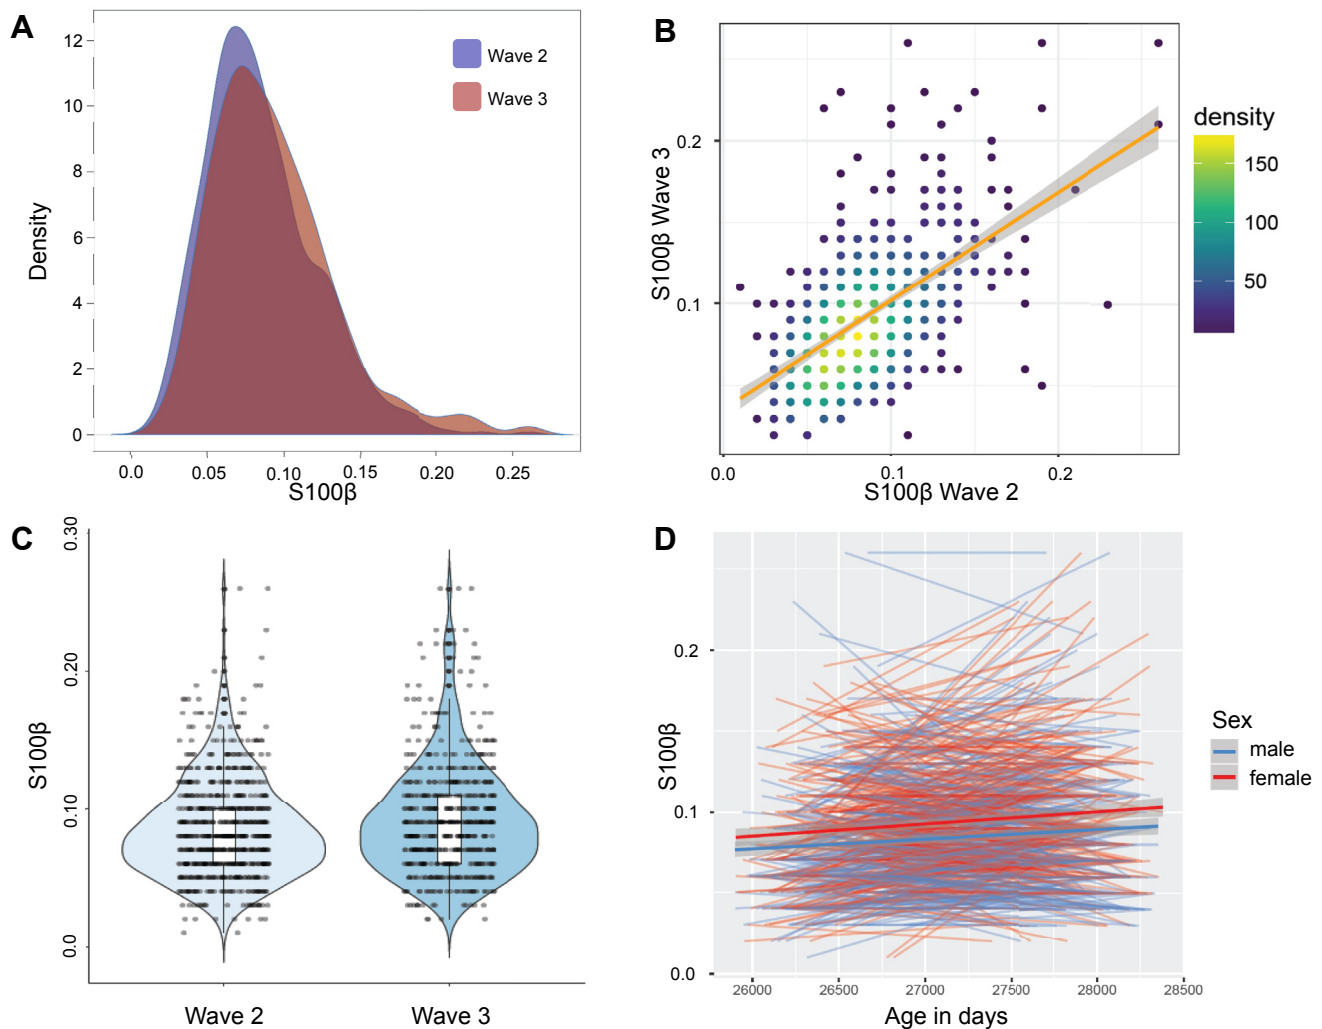 A
12
10
8
6
4
2
0
Density
Wave 2
Wave 3
0.0
0.05
0.10
0.15
0.20
0.25
S100β
B
S100β Wave 3
0.2
0.1
0.0
0.1
0.2
S100β Wave 2
density
150
100
50
C
S100β
0.30
0.20
0.10
0.0
Wave 2
Wave 3
D
S100β
0.2
0.1
0.0
26000
26500
27000
27500
28000
28500
Age in days
Sex
male
female